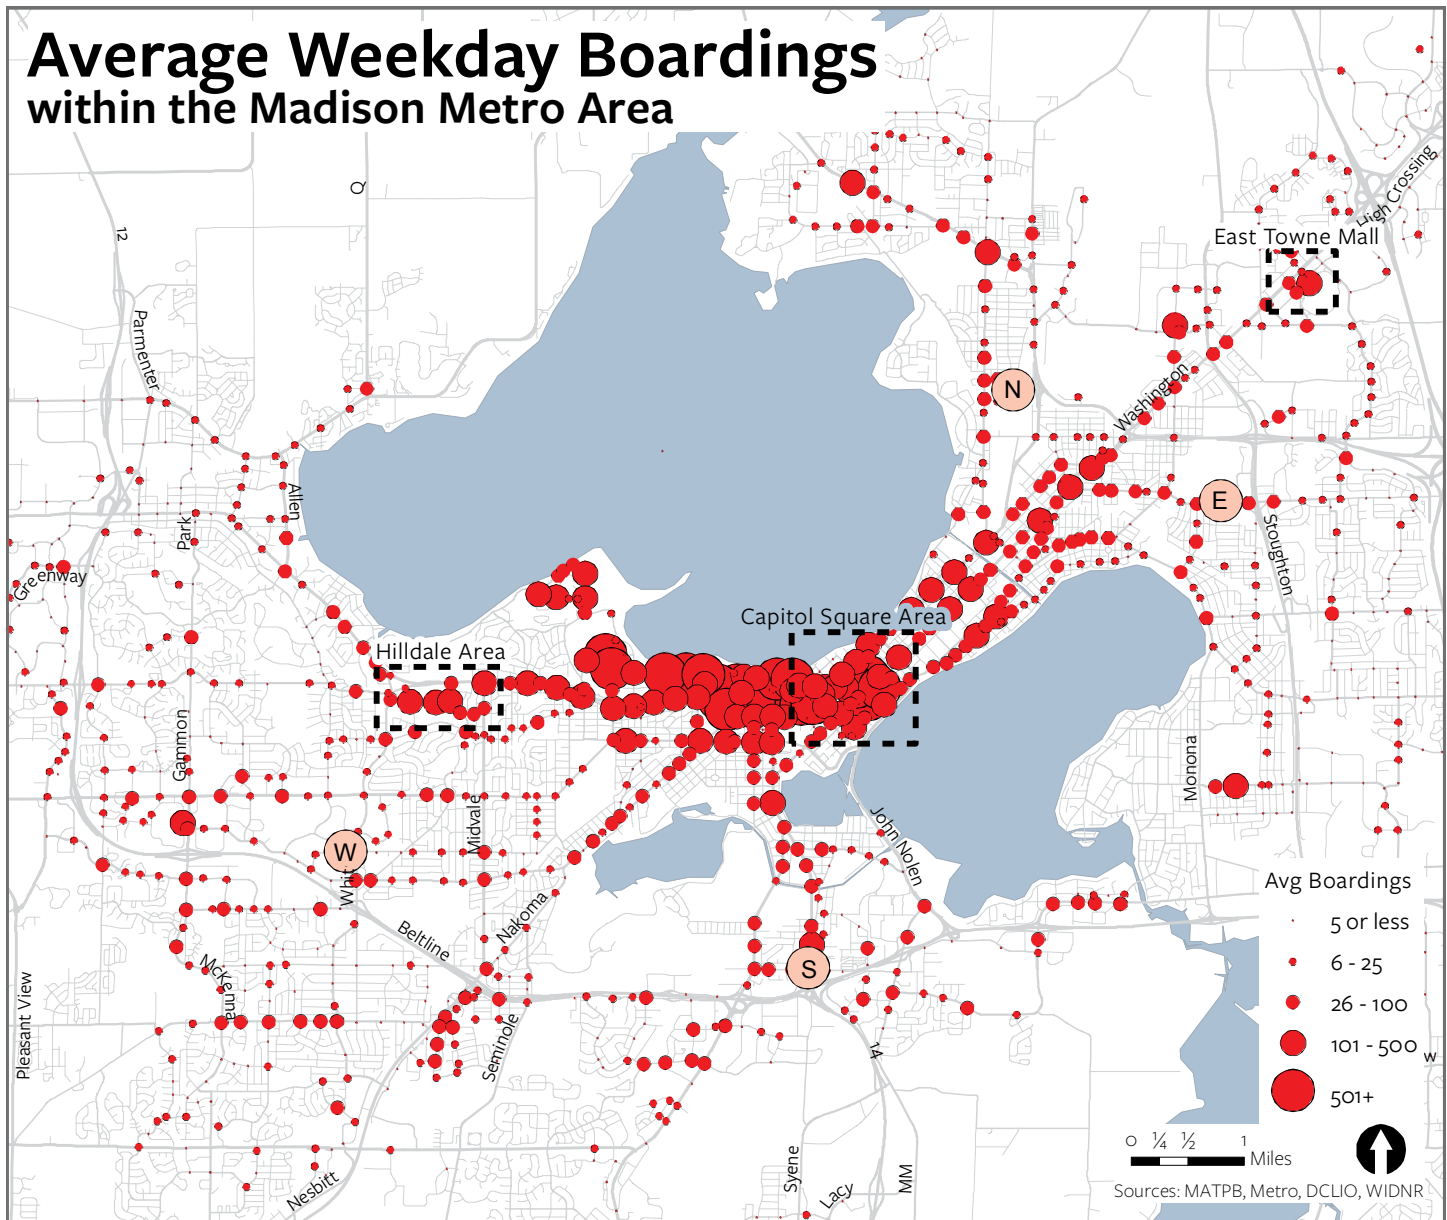 Average Weekday Boardings
within the Madison Metro Area
Q
12
High Crossing
East Towne Mall
Parmenter
N
Washington
Allen
Park
E
Stoughton
Greenway
Capitol Square Area
Hilldale Area
Gammon
Monona
Midvale
John Nolen
W
Whit
Nakoma
Beltline
S
McKenna
Pleasant View
Seminole
14
Syene
MM
Lacy
Nesbitt
Avg Boardings
5 or less
6 - 25
26 - 100
101 - 500
501+
w
0 ¼ ½ 1
Miles
Sources: MATPB, Metro, DCLIO, WIDNR